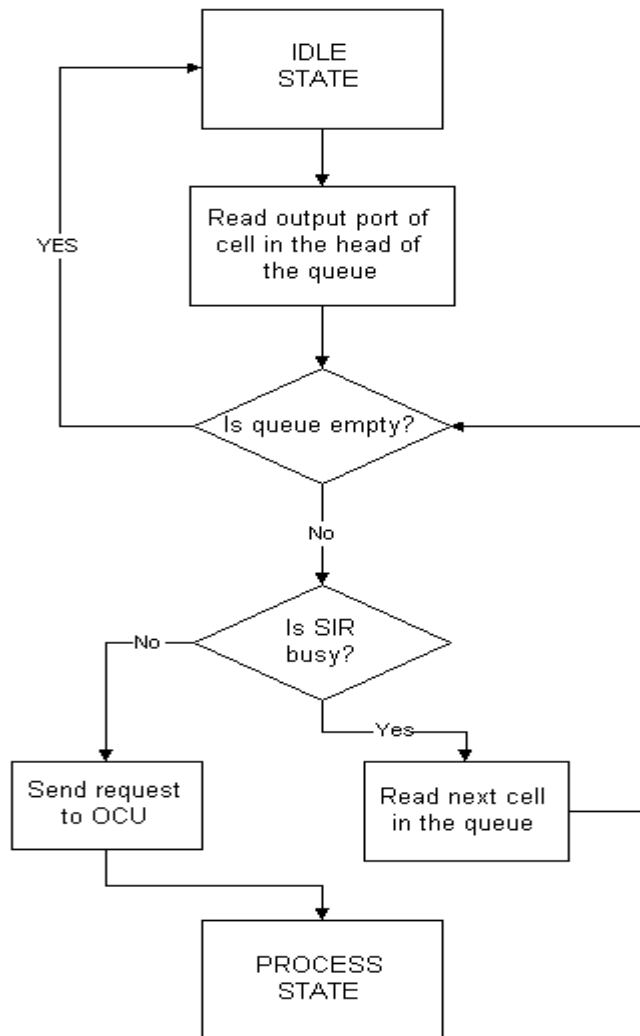 IDLE
STATE
Read output port of
cell in the head of
the queue
YES
Is queue empty?
No
Is SIR
busy?
No
Yes
Send request
to OCU
Read next cell
in the queue
PROCESS
STATE